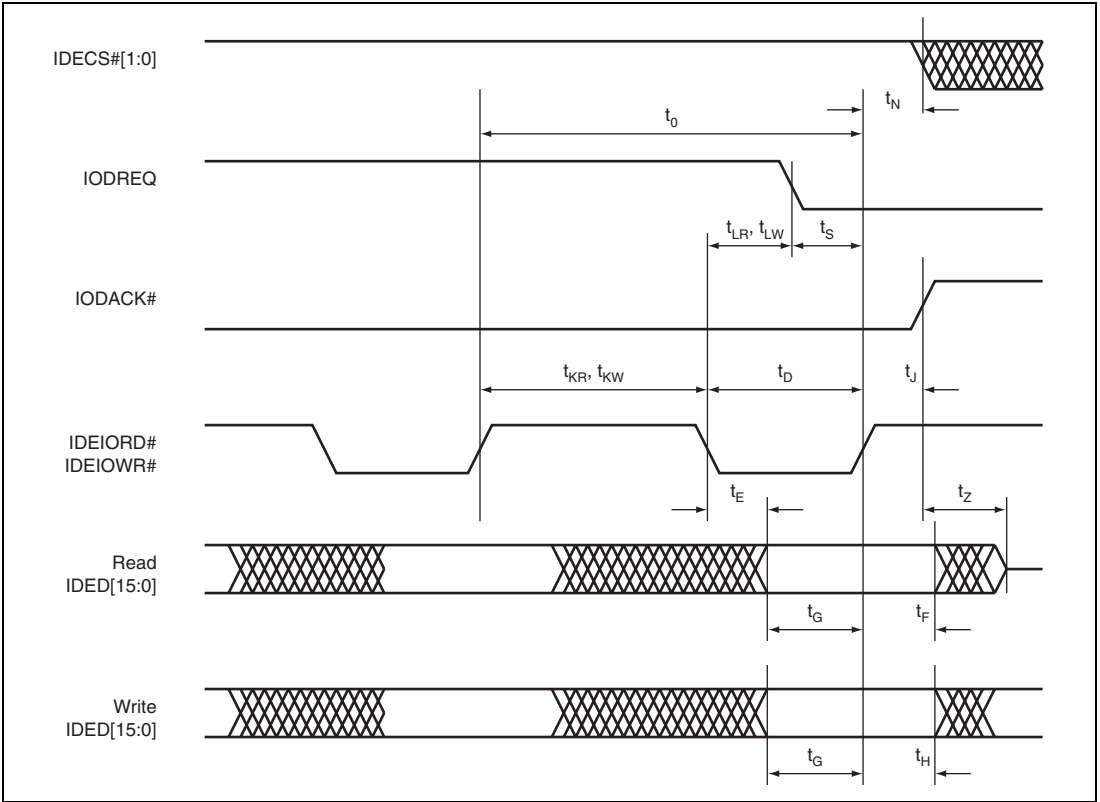 IDECS#[1:0]
tN
t0
IODREQ
tLR, tLW
tS
IODACK#
tKR, tKW
tD
tJ
IDEIORD#
IDEIOWR#
tE
tZ
Read
IDED[15:0]
tG
tF
Write
IDED[15:0]
tG
tH